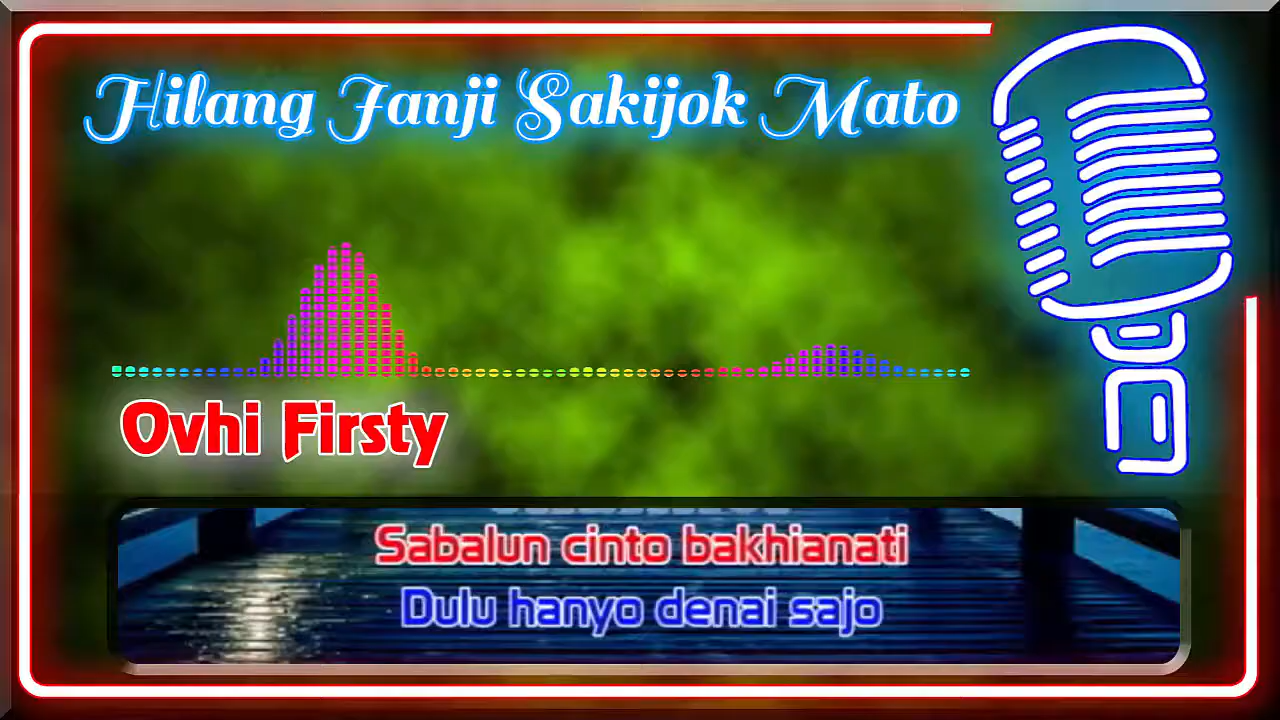 Hilang Janji Sakijok Mato
Ovhi Firsty
Sabalun cinto bakhianati
Dulu hanyo denai sajo